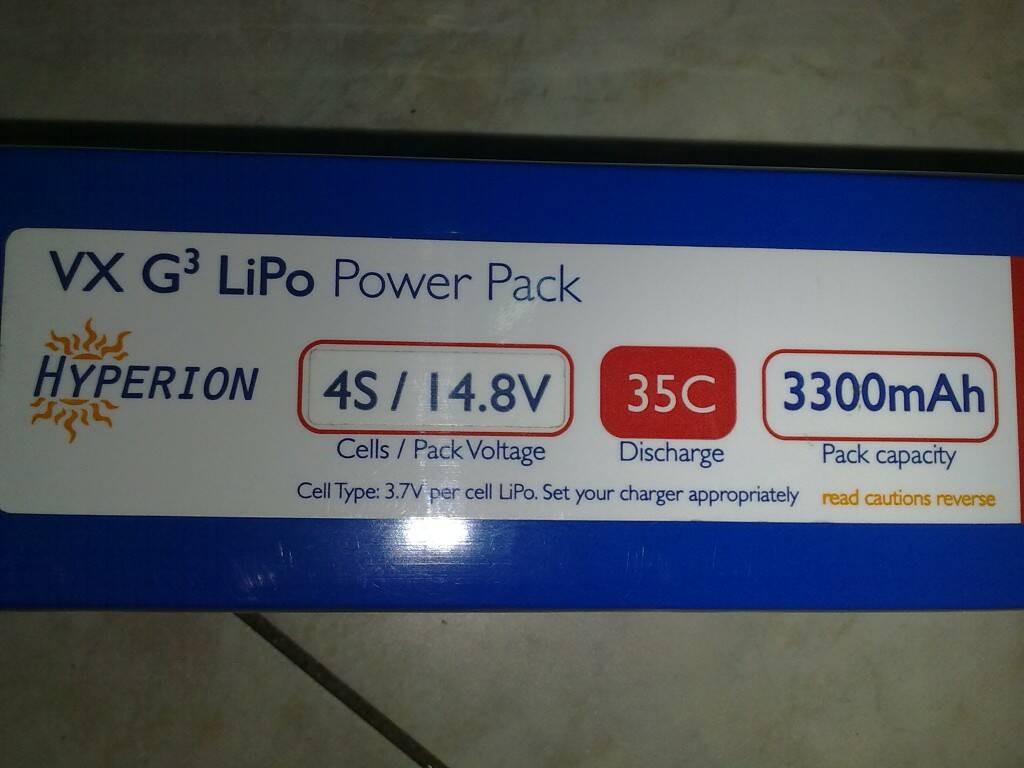 VX G³ LiPo Power Pack
HYPERION
4S / 14.8V
35C
3300mAh
Cells / Pack Voltage
Discharge
Pack capacity
Cell Type: 3.7V per cell LiPo. Set your charger appropriately
read cautions reverse